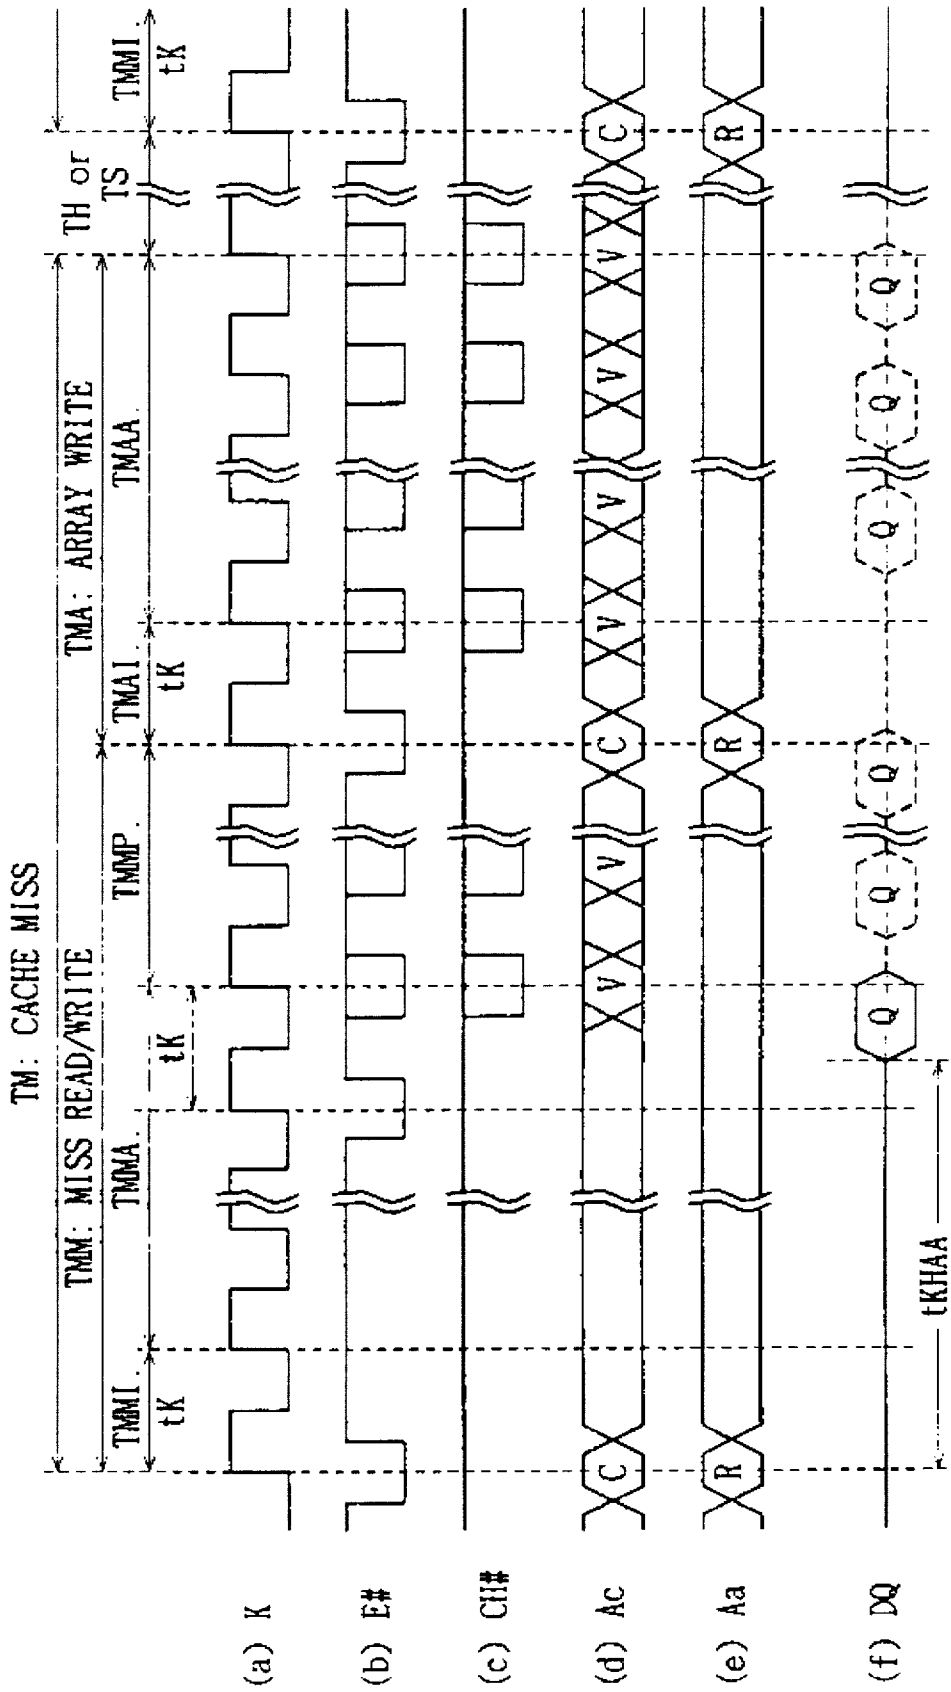 TM: CACHE MISS
TMM: MISS READ/WRITE
TMA: ARRAY WRITE
TH or
TS
TMMI.
tK
TMMA.
tK
TMMP.
TMAI.
tK
TMAA.
TMMI.
tK
(a) K
(b) E#
(c) CH#
(d) Ac
C V V C V V V V C
(e) Aa
R R R
(f) DQ
Q Q Q Q Q Q
tKHAA